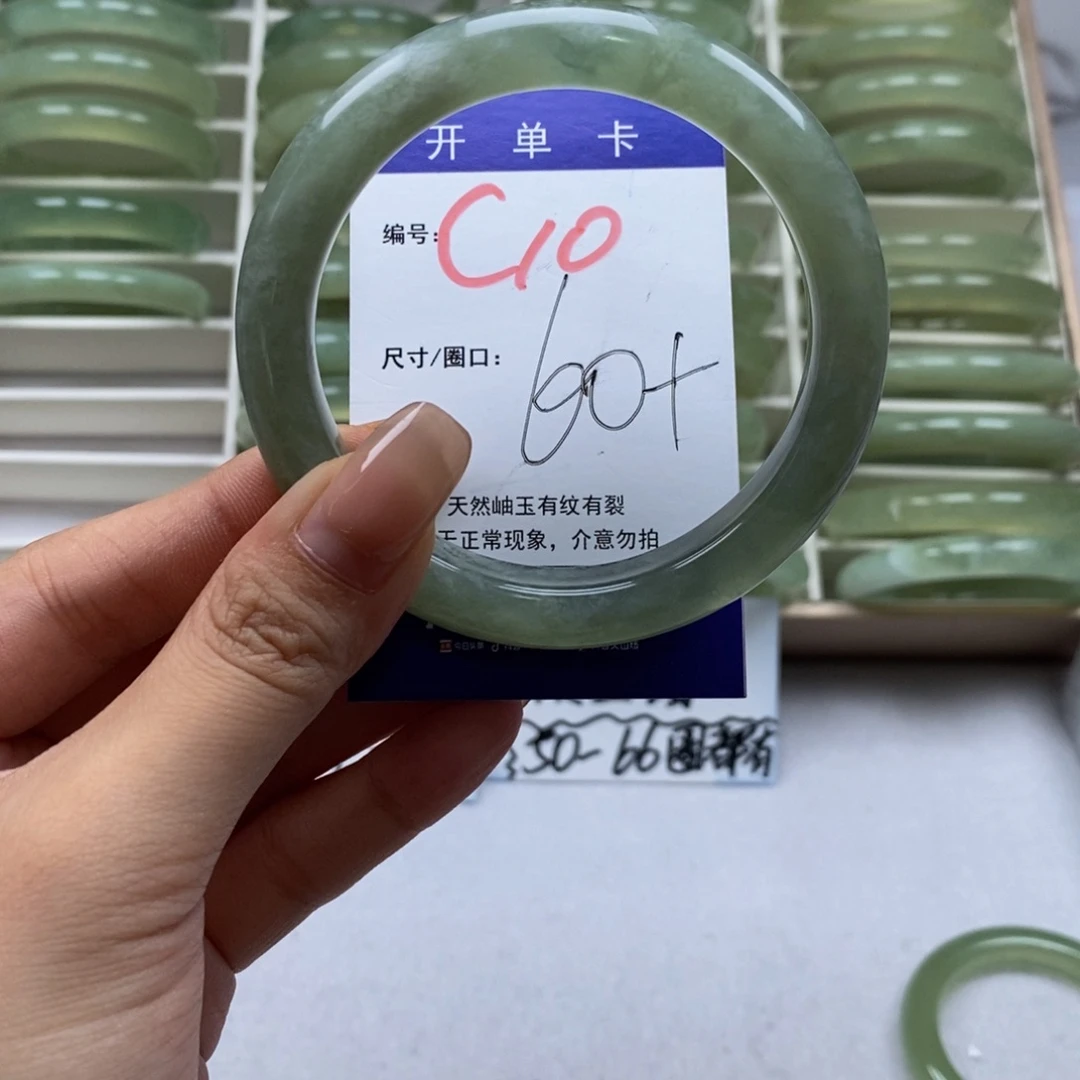 开单卡
编号：C10
尺寸/圈口：60+
天然岫玉有纹有裂
于正常现象，介意勿拍
50-66圈都有